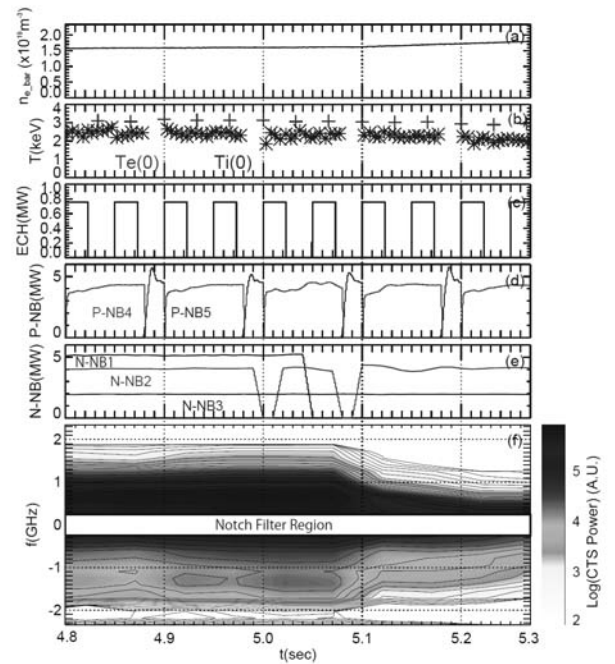 n_e_bar (x10^19 m^-3)
2.0
1.5
1.0
0.5
0.0
(a)
T(keV)
4
3
2
1
0
(b)
Te(0)
Ti(0)
ECH(MW)
0.8
0.6
0.4
0.2
0.0
(c)
P-NB(MW)
5
0
(d)
P-NB4
P-NB5
N-NB(MW)
5
0
(e)
N-NB1
N-NB2
N-NB3
f(GHz)
2
1
0
-1
-2
(f)
Notch Filter Region
4.8
4.9
5.0
5.1
5.2
5.3
t(sec)
5
4
3
2
Log(CTS Power) (A.U.)